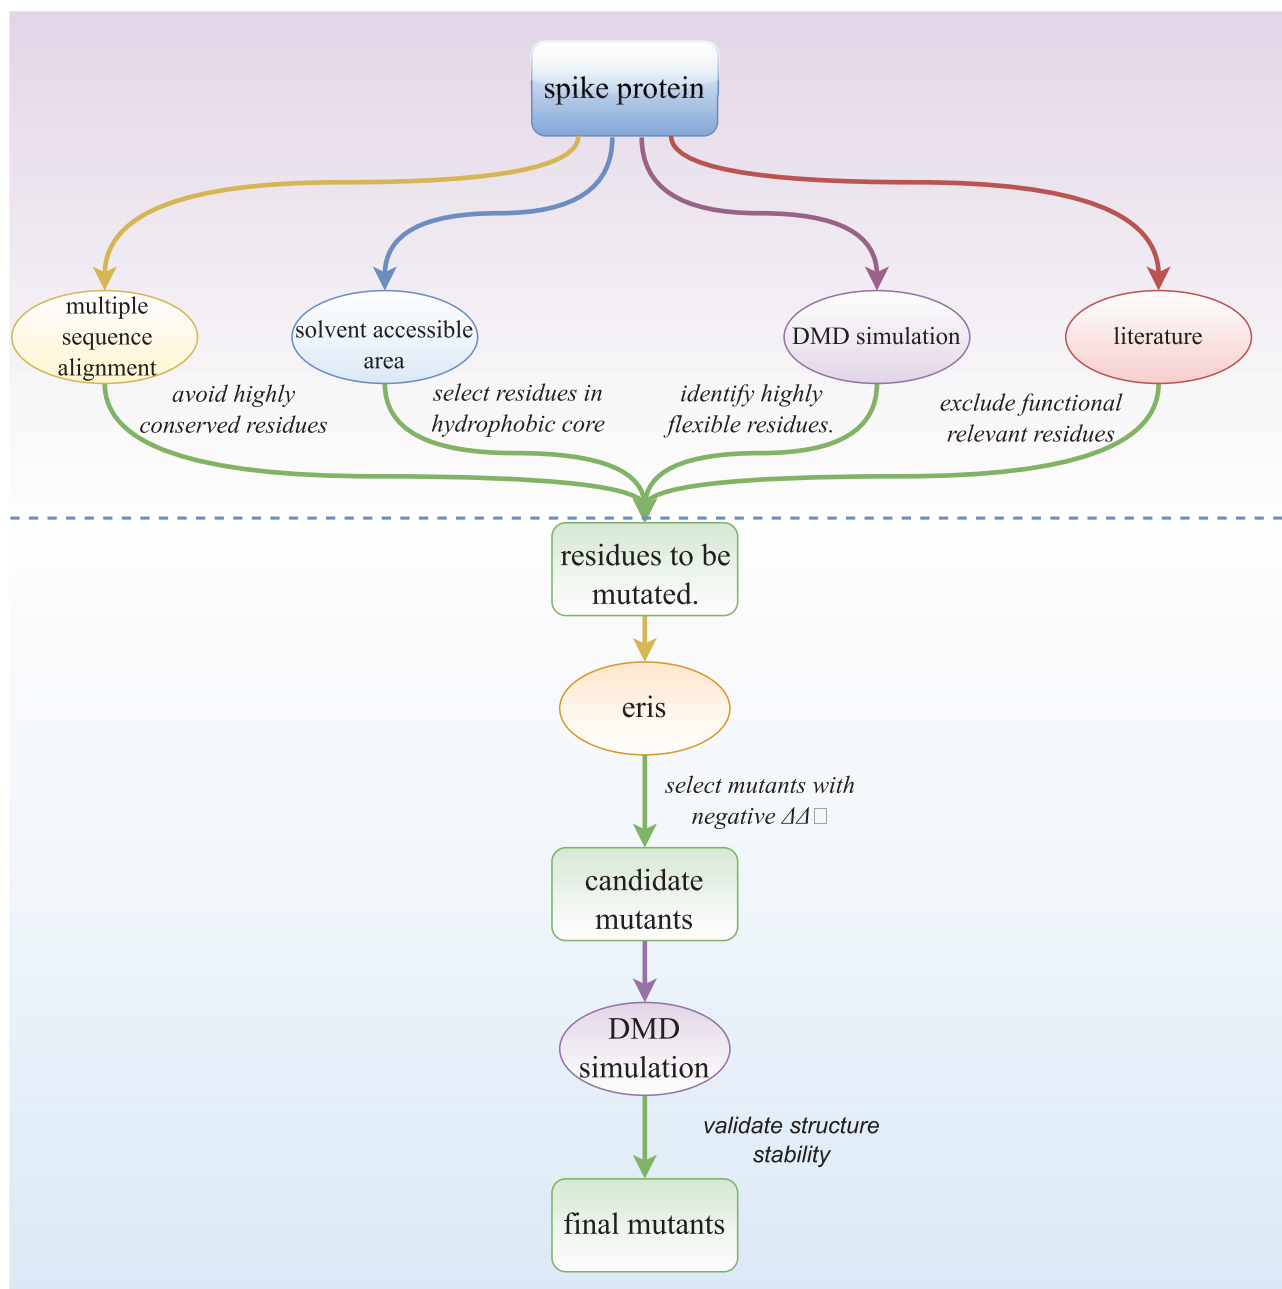 spike protein
multiple
sequence
alignment
solvent accessible
area
DMD simulation
literature
avoid highly
conserved residues
select residues in
hydrophobic core
identify highly
flexible residues.
exclude functional
relevant residues
residues to be
mutated.
eris
select mutants with
negative ΔΔ□
candidate
mutants
DMD
simulation
validate structure
stability
final mutants